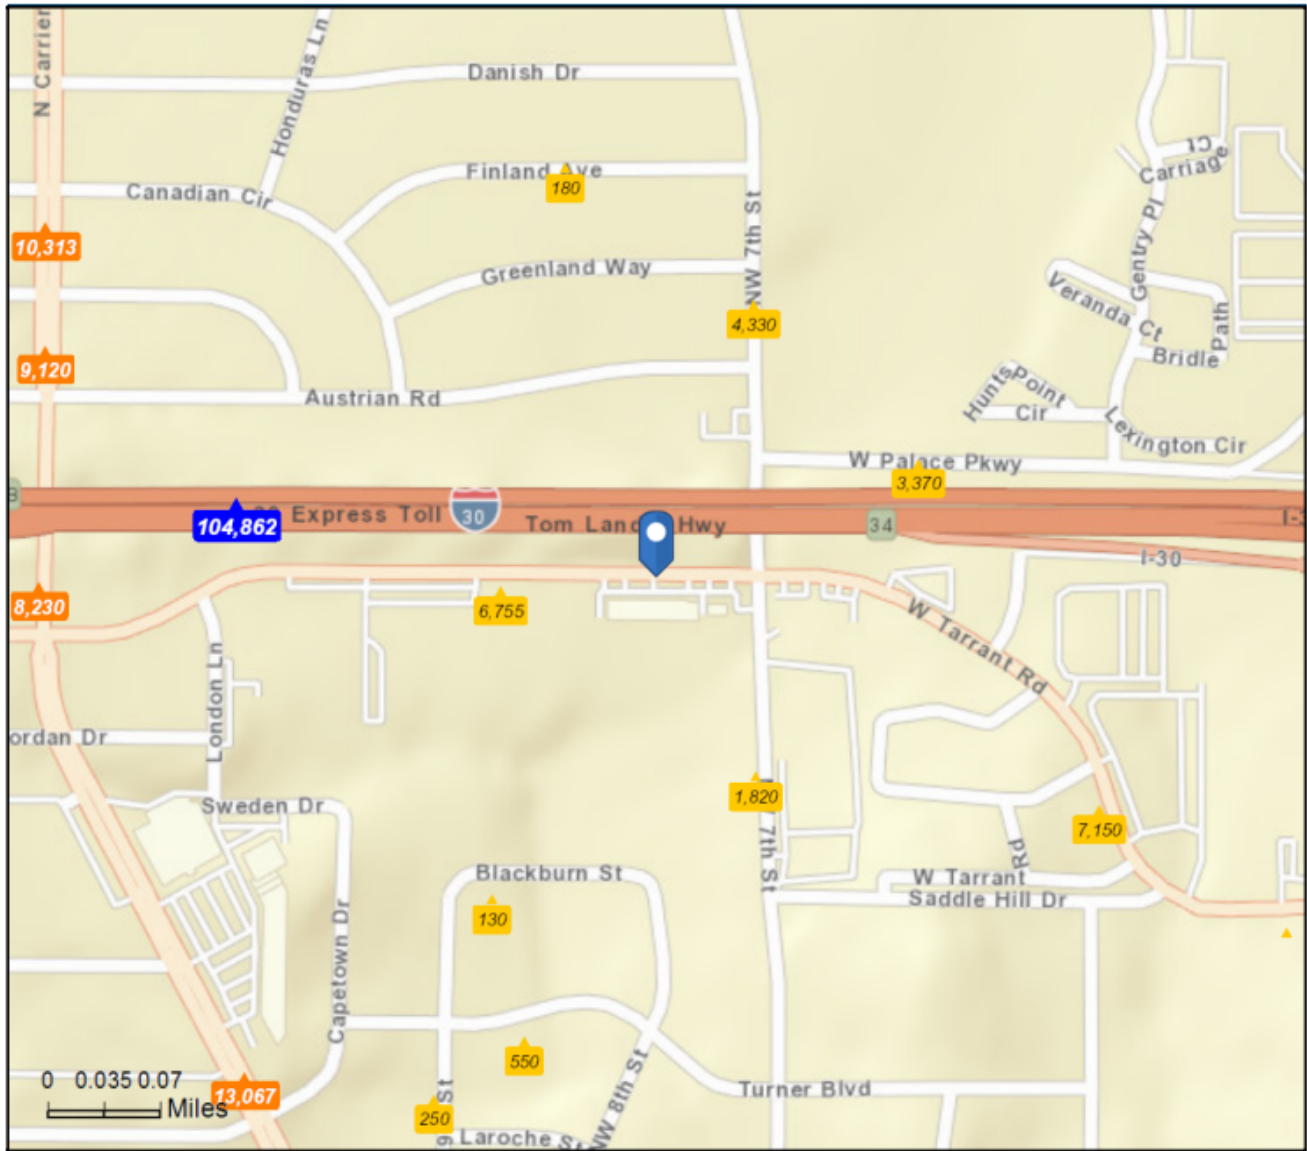 N Carrier
Honduras Ln
Danish Dr
Finland Ave
180
Canadian Cir
NW 7th St
Ct
Carriage
Gentry Pl
10,313
Greenland Way
Veranda Ct
4,330
Path
Bridle
9,120
Hunts
Point
Cir
Austrian Rd
Lexington Cir
W Palace Pkwy
3,370
104,862
Express Toll
30
Tom Landry Hwy
34
I-30
8,230
6,755
W Tarrant Rd
London Ln
ordan Dr
1,820
7th St
Sweden Dr
7,150
Rd
Blackburn St
W Tarrant
Saddle Hill Dr
130
Capetown Dr
550
NW 8th St
0 0.035 0.07
Miles
13,067
Turner Blvd
250
St
Laroche St